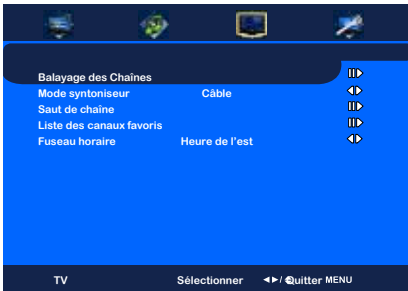 Balayage des Chaînes
Mode syntoniseur Câble
Saut de chaîne
Liste des canaux favoris
Fuseau horaire Heure de l'est
TV Sélectionner ◄►/ Quitter MENU